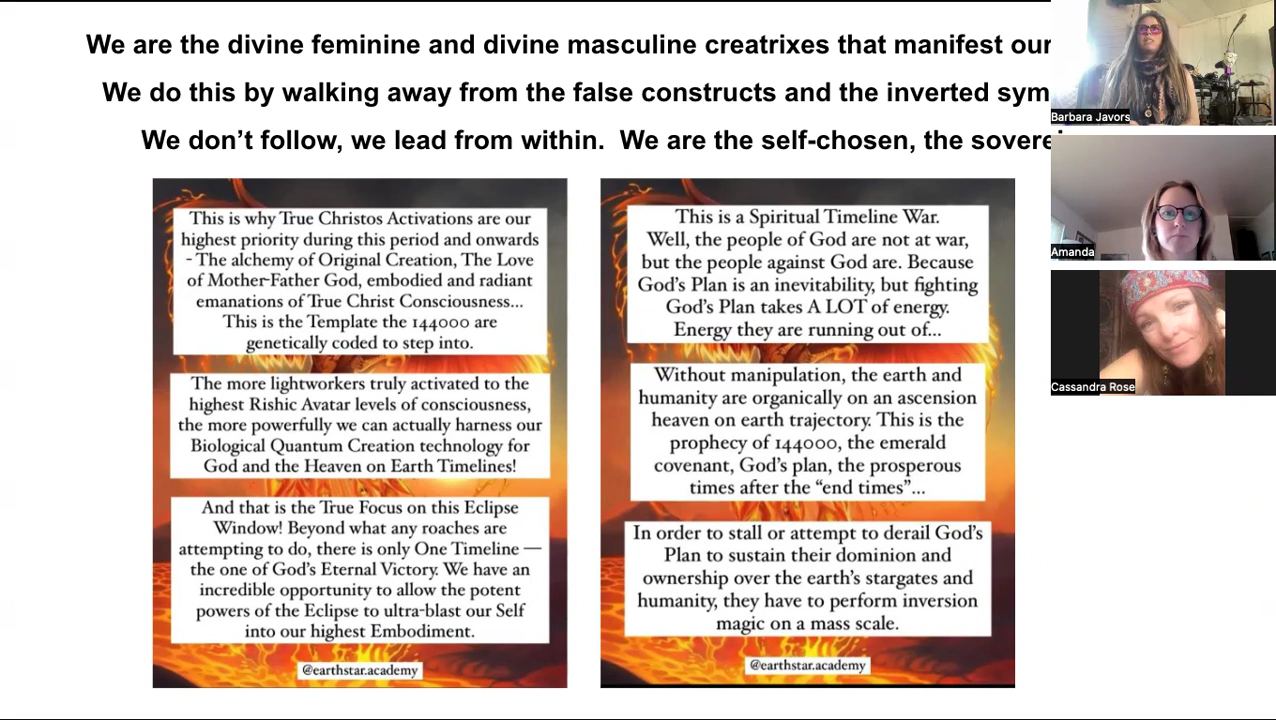 We are the divine feminine and divine masculine creatrixes that manifest our
We do this by walking away from the false constructs and the inverted sym
We don't follow, we lead from within.  We are the self-chosen, the soverei
This is why True Christos Activations are our
highest priority during this period and onwards
- The alchemy of Original Creation, The Love
of Mother-Father God, embodied and radiant
emanations of True Christ Consciousness...
This is the Template the 144000 are
genetically coded to step into.
The more lightworkers truly activated to the
highest Rishic Avatar levels of consciousness,
the more powerfully we can actually harness our
Biological Quantum Creation technology for
God and the Heaven on Earth Timelines!
And that is the True Focus on this Eclipse
Window! Beyond what any roaches are
attempting to do, there is only One Timeline —
the one of God's Eternal Victory. We have an
incredible opportunity to allow the potent
powers of the Eclipse to ultra-blast our Self
into our highest Embodiment.
@earthstar.academy
This is a Spiritual Timeline War.
Well, the people of God are not at war,
but the people against God are. Because
God's Plan is an inevitability, but fighting
God's Plan takes A LOT of energy.
Energy they are running out of...
Without manipulation, the earth and
humanity are organically on an ascension
heaven on earth trajectory. This is the
prophecy of 144000, the emerald
covenant, God's plan, the prosperous
times after the “end times”...
In order to stall or attempt to derail God's
Plan to sustain their dominion and
ownership over the earth's stargates and
humanity, they have to perform inversion
magic on a mass scale.
@earthstar.academy
Barbara Javors
Amanda
Cassandra Rose